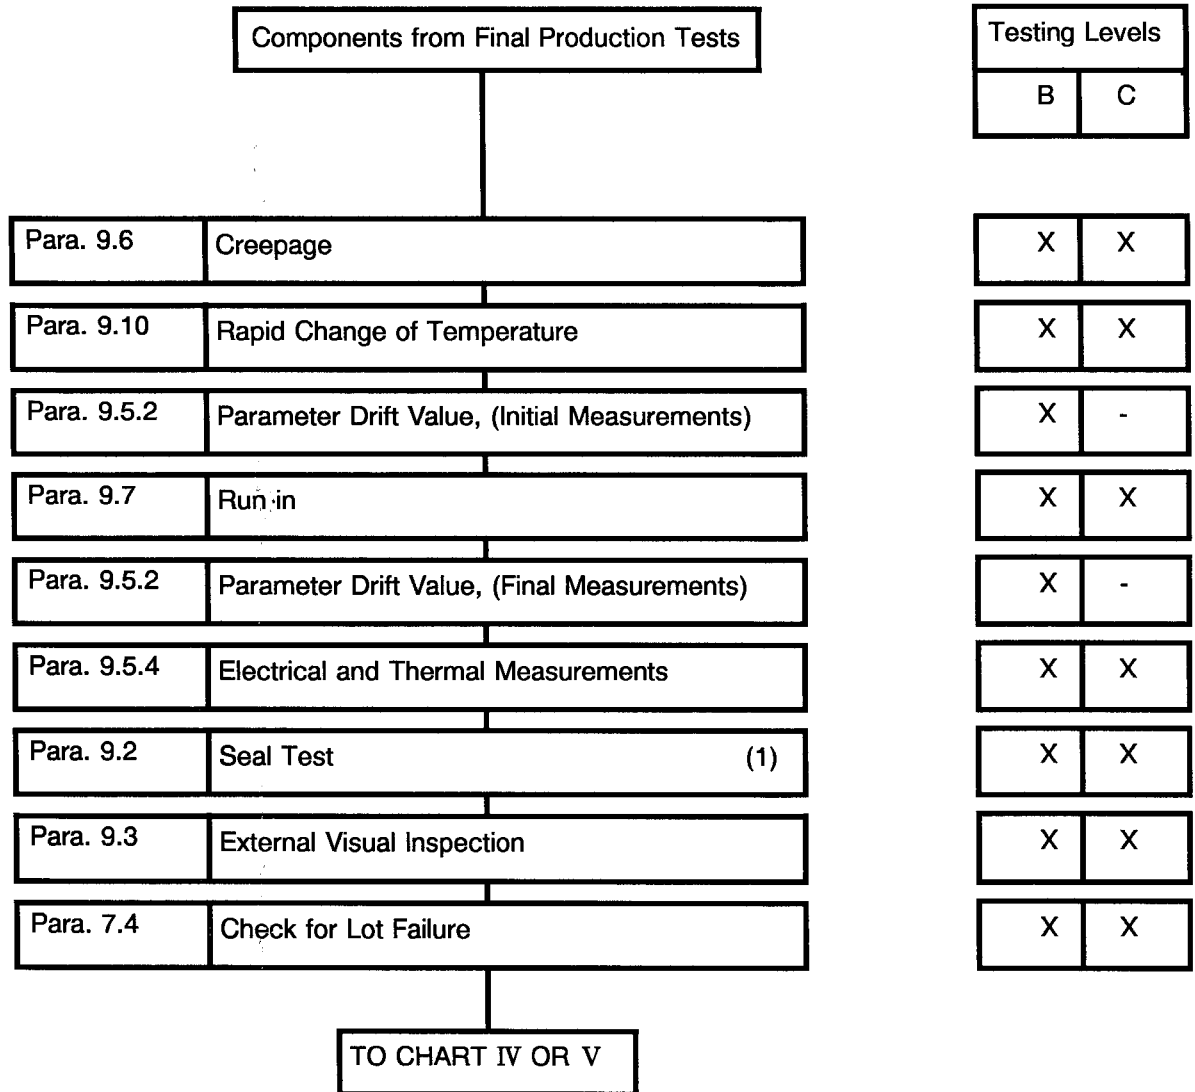 Components from Final Production Tests
Testing Levels
B C
Para. 9.6 Creepage X X
Para. 9.10 Rapid Change of Temperature X X
Para. 9.5.2 Parameter Drift Value, (Initial Measurements) X -
Para. 9.7 Run in X X
Para. 9.5.2 Parameter Drift Value, (Final Measurements) X -
Para. 9.5.4 Electrical and Thermal Measurements X X
Para. 9.2 Seal Test (1) X X
Para. 9.3 External Visual Inspection X X
Para. 7.4 Check for Lot Failure X X
TO CHART IV OR V